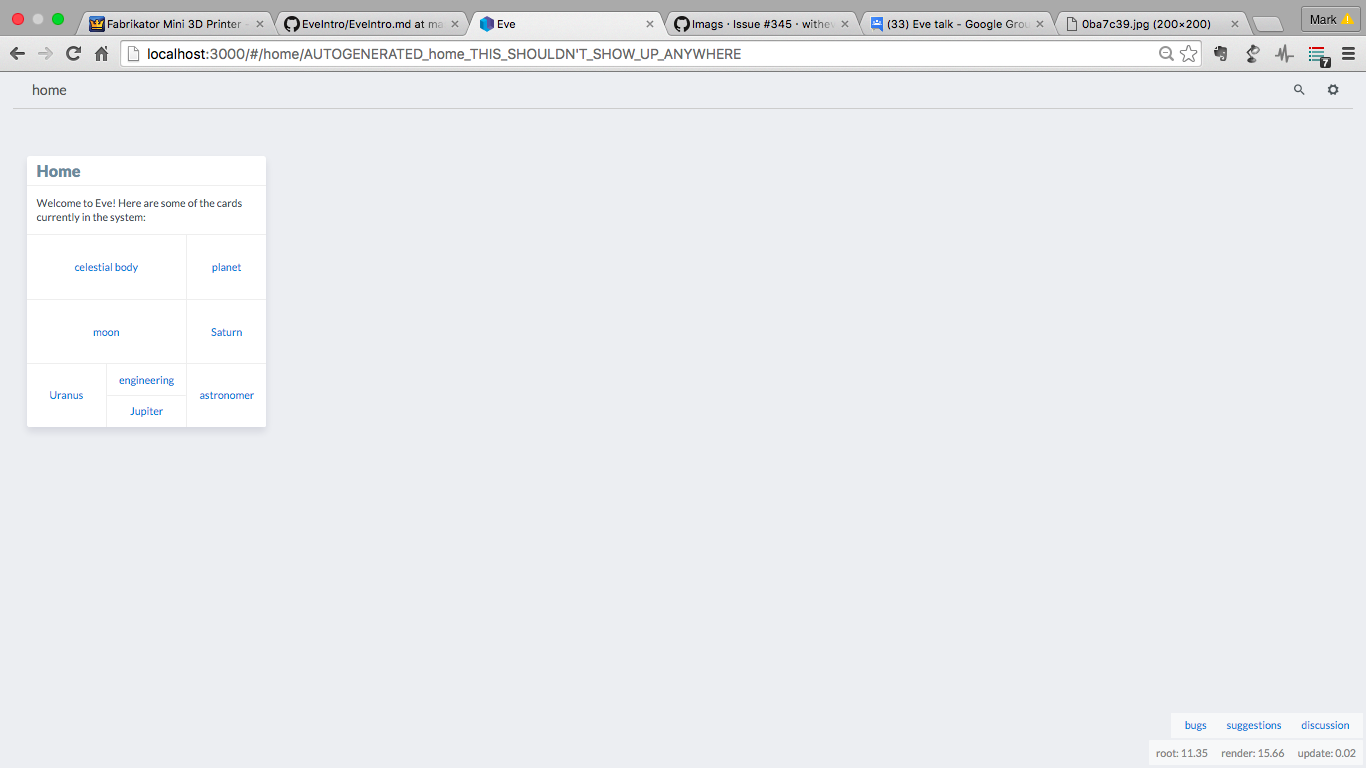 Fabrikator Mini 3D Printer -
EveIntro/EveIntro.md at ma
Eve
Imags · Issue #345 · withev
(33) Eve talk - Google Grou
0ba7c39.jpg (200×200)
Mark
localhost:3000/#/home/AUTOGENERATED_home_THIS_SHOULDN'T_SHOW_UP_ANYWHERE
7
home
Home
Welcome to Eve! Here are some of the cards
currently in the system:
celestial body
planet
moon
Saturn
Uranus
engineering
Jupiter
astronomer
bugs suggestions discussion
root: 11.35 render: 15.66 update: 0.02